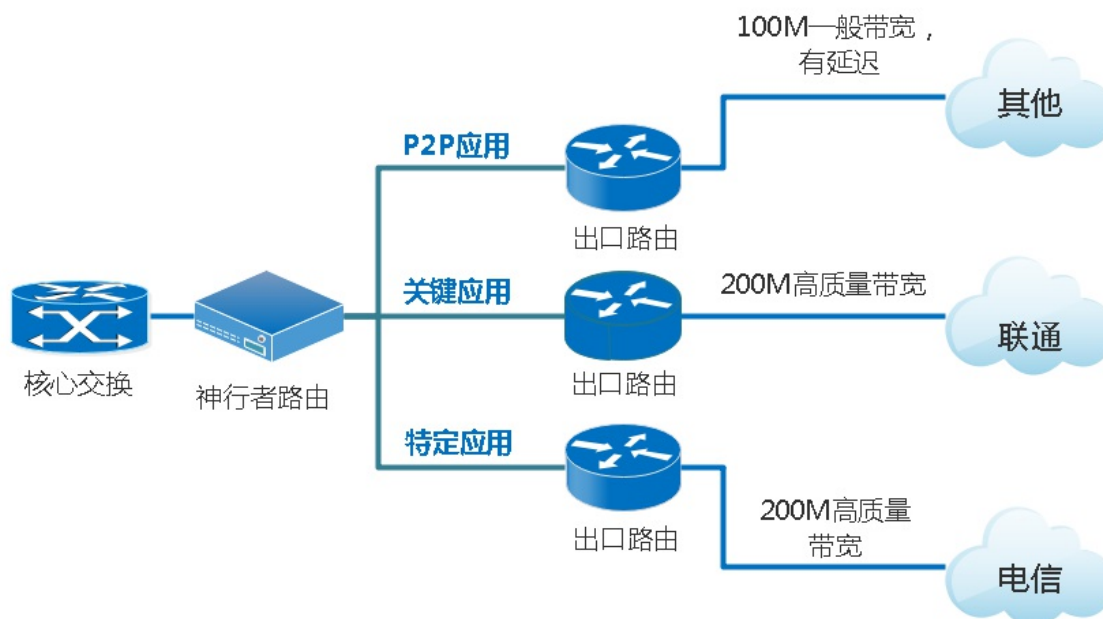 100M一般带宽，
有延迟
其他
P2P应用
出口路由
关键应用
200M高质量带宽
联通
核心交换
神行者路由
出口路由
特定应用
200M高质量
带宽
出口路由
电信